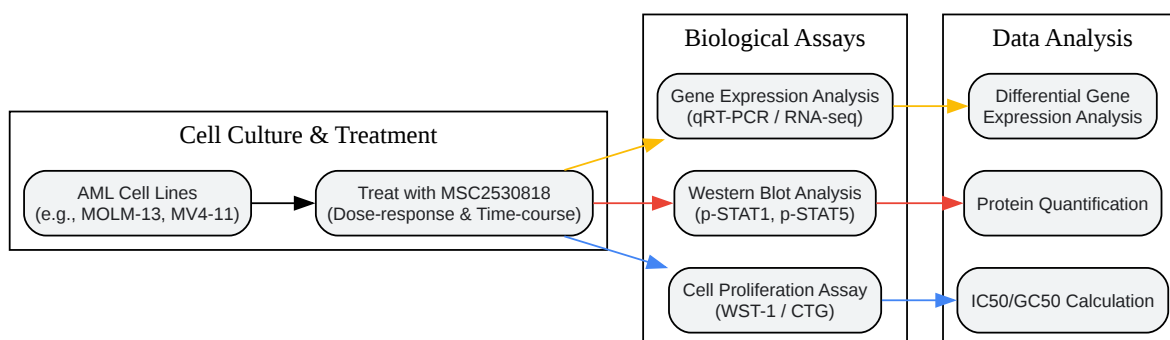 Cell Culture & Treatment
AML Cell Lines
(e.g., MOLM-13, MV4-11)
Treat with MSC2530818
(Dose-response & Time-course)
Biological Assays
Gene Expression Analysis
(qRT-PCR / RNA-seq)
Western Blot Analysis
(p-STAT1, p-STAT5)
Cell Proliferation Assay
(WST-1 / CTG)
Data Analysis
Differential Gene
Expression Analysis
Protein Quantification
IC50/GC50 Calculation